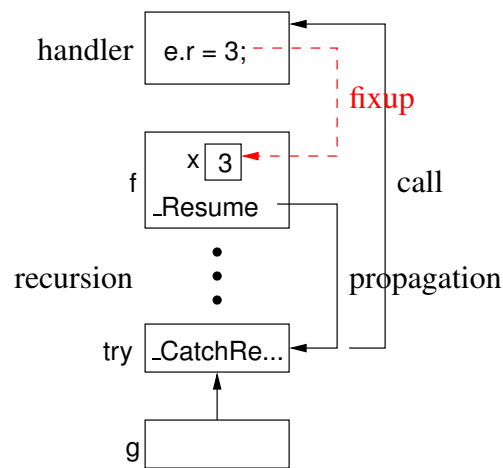 handler e.r = 3;
fixup
x 3
f
call
_Resume
recursion propagation
try _CatchRe...
g